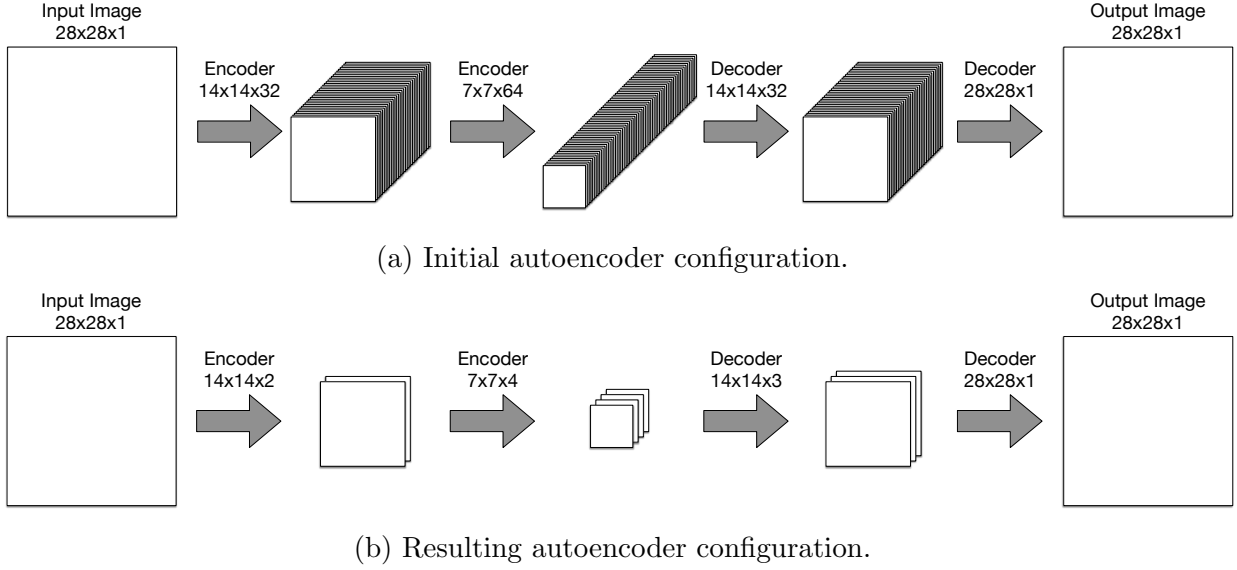 Input Image
28x28x1
Encoder
14x14x32
Encoder
7x7x64
Decoder
14x14x32
Decoder
28x28x1
Output Image
28x28x1
(a) Initial autoencoder configuration.
Input Image
28x28x1
Encoder
14x14x2
Encoder
7x7x4
Decoder
14x14x3
Decoder
28x28x1
Output Image
28x28x1
(b) Resulting autoencoder configuration.